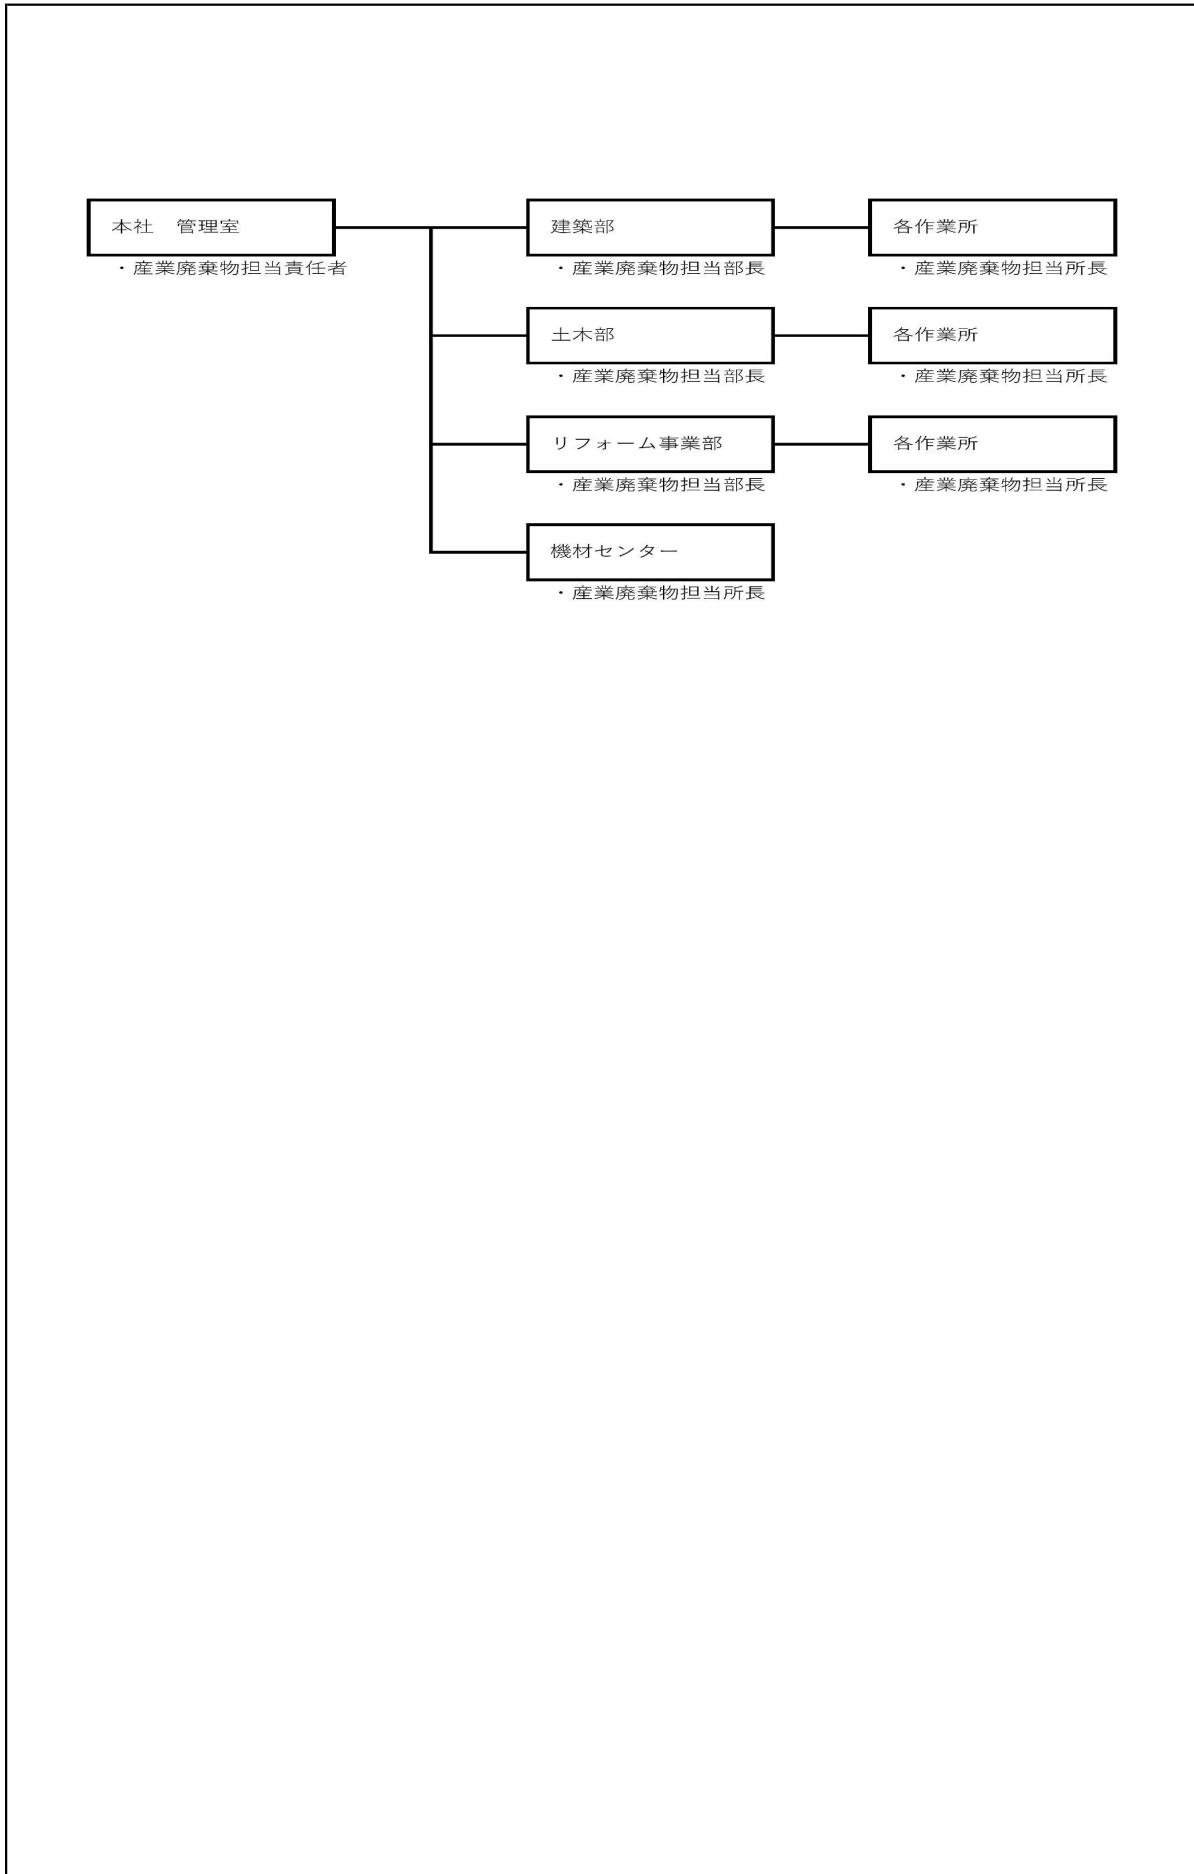 本社　管理室
・産業廃棄物担当責任者
建築部
・産業廃棄物担当部長
各作業所
・産業廃棄物担当所長
土木部
・産業廃棄物担当部長
各作業所
・産業廃棄物担当所長
リフォーム事業部
・産業廃棄物担当部長
各作業所
・産業廃棄物担当所長
機材センター
・産業廃棄物担当所長